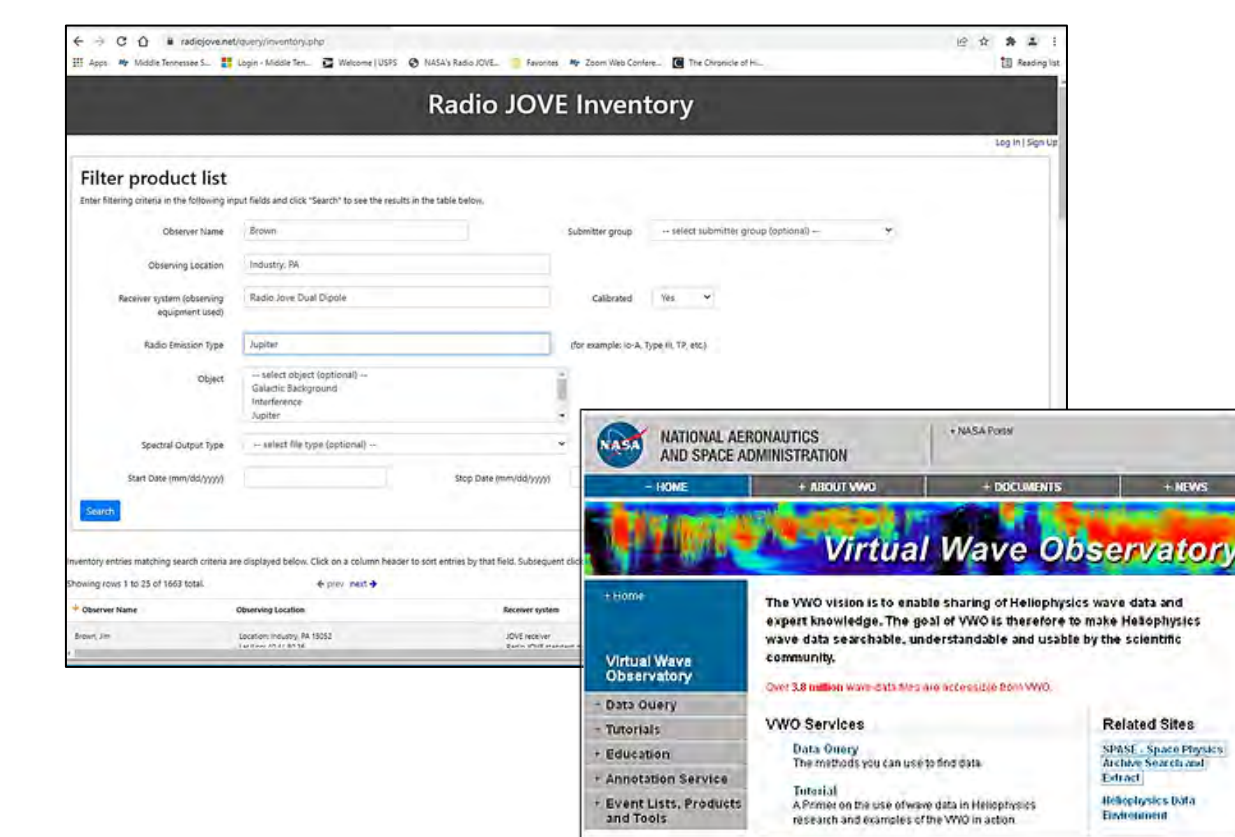 radiojove.net/query/inventory.php
Apps Middle Tennessee S... Login - Middle Ten... Welcome | USPS NASA's Radio JOVE... Favorites Zoom Web Confere... The Chronicle of Hi... Reading list
Radio JOVE Inventory
Log In | Sign Up
Filter product list
Enter filtering criteria in the following input fields and click "Search" to see the results in the table below.
Observer Name Brown Submitter group -- select submitter group (optional) --
Observing Location Industry, PA
Receiver system (observing equipment used) Radio Jove Dual Dipole Calibrated Yes
Radio Emission Type Jupiter (for example: Io-A, Type III, TP, etc.)
Object -- select object (optional) --
Galactic Background
Interference
Jupiter
Spectral Output Type -- select file type (optional) --
Start Date (mm/dd/yyyy) Stop Date (mm/dd/yyyy)
Search
Inventory entries matching search criteria are displayed below. Click on a column header to sort entries by that field. Subsequent
Showing rows 1 to 25 of 1663 total. prev next
Observer Name Observing Location Receiver system
Brown, Jim Location: Industry, PA 15052 JOVE receiver
NASA
NATIONAL AERONAUTICS
AND SPACE ADMINISTRATION
+ NASA Portal
- HOME + ABOUT VWO + DOCUMENTS + NEWS
Virtual Wave Observatory
+ Home
Virtual Wave
Observatory
- Data Query
- Tutorials
+ Education
+ Annotation Service
+ Event Lists, Products
and Tools
The VWO vision is to enable sharing of Heliophysics wave data and
expert knowledge. The goal of VWO is therefore to make Heliophysics
wave data searchable, understandable and usable by the scientific
community.
Over 3.8 million wave data files are accessible from VWO.
VWO Services
Data Query
The methods you can use to find data.
Tutorial
A Primer on the use of wave data in Heliophysics
research and examples of the VWO in action.
Related Sites
SPASE - Space Physics
Archive Search and
Extract
Heliophysics Data
Environment